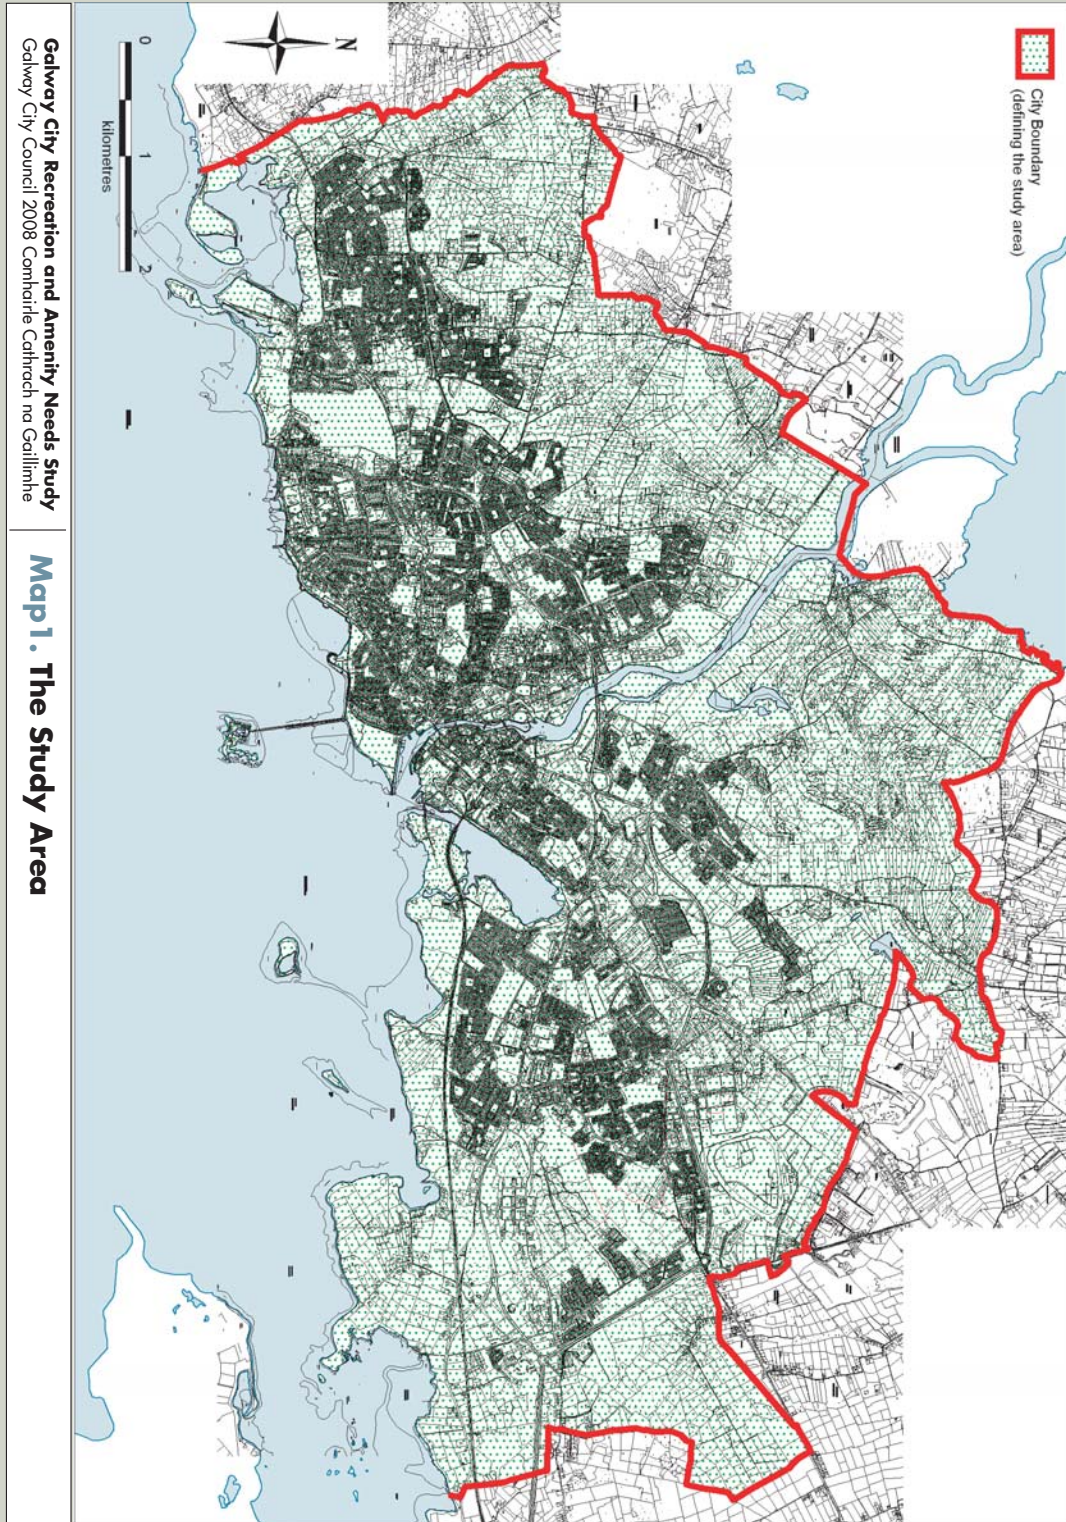 City Boundary
(defining the study area)
N
0 1 2
kilometres
Galway City Recreation and Amenity Needs Study
Galway City Council 2008 Comhairle Cathrach na Gaillimhe
Map1. The Study Area